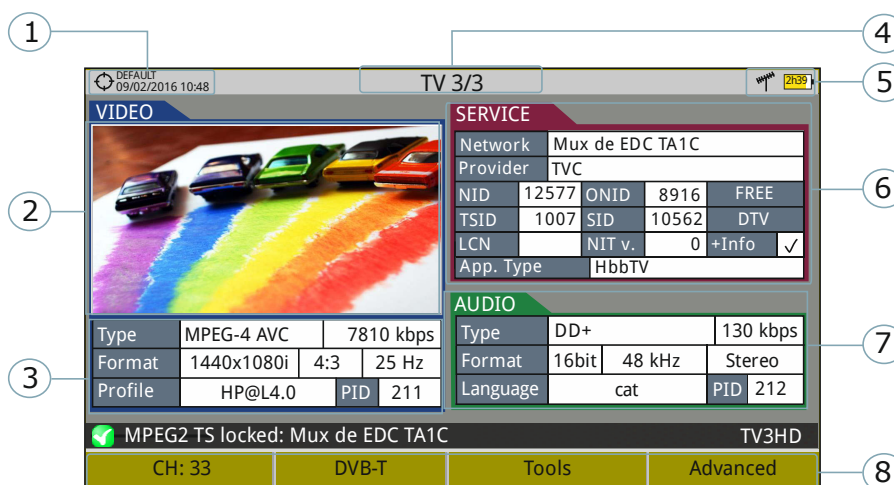 1
4
DEFAULT
09/02/2016 10:48
TV 3/3
2h39
5
VIDEO
2
Type MPEG-4 AVC 7810 kbps
Format 1440x1080i 4:3 25 Hz
Profile HP@L4.0 PID 211
3
SERVICE
Network Mux de EDC TA1C
Provider TVC
NID 12577 ONID 8916 FREE
TSID 1007 SID 10562 DTV
LCN NIT v. 0 +Info ✓
App. Type HbbTV
6
AUDIO
Type DD+ 130 kbps
Format 16bit 48 kHz Stereo
Language cat PID 212
7
MPEG2 TS locked: Mux de EDC TA1C TV3HD
CH: 33 DVB-T Tools Advanced
8